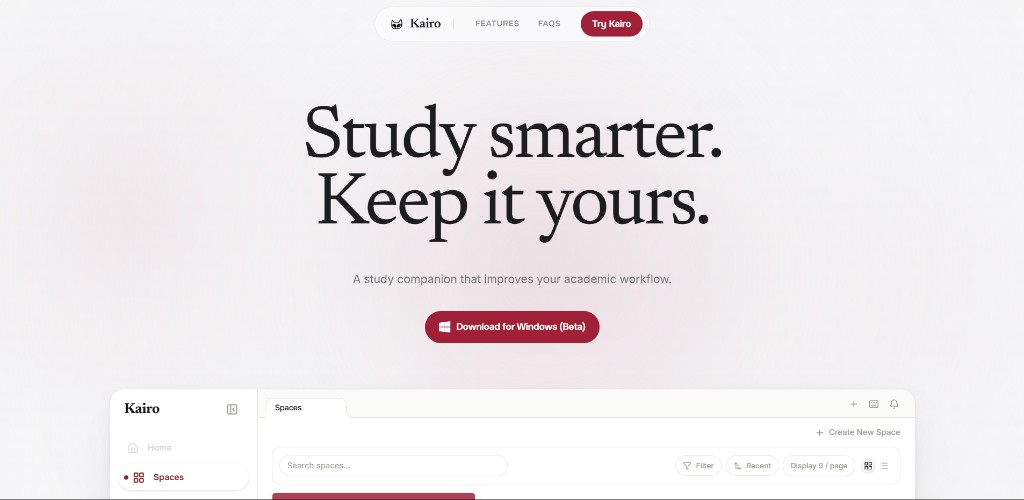 Kairo
FEATURES
FAQS
Try Kairo
Study smarter.
Keep it yours.
A study companion that improves your academic workflow.
Download for Windows (Beta)
Kairo
Spaces
Create New Space
Home
Search spaces...
Filter
Recent
Display 9 / page
Spaces